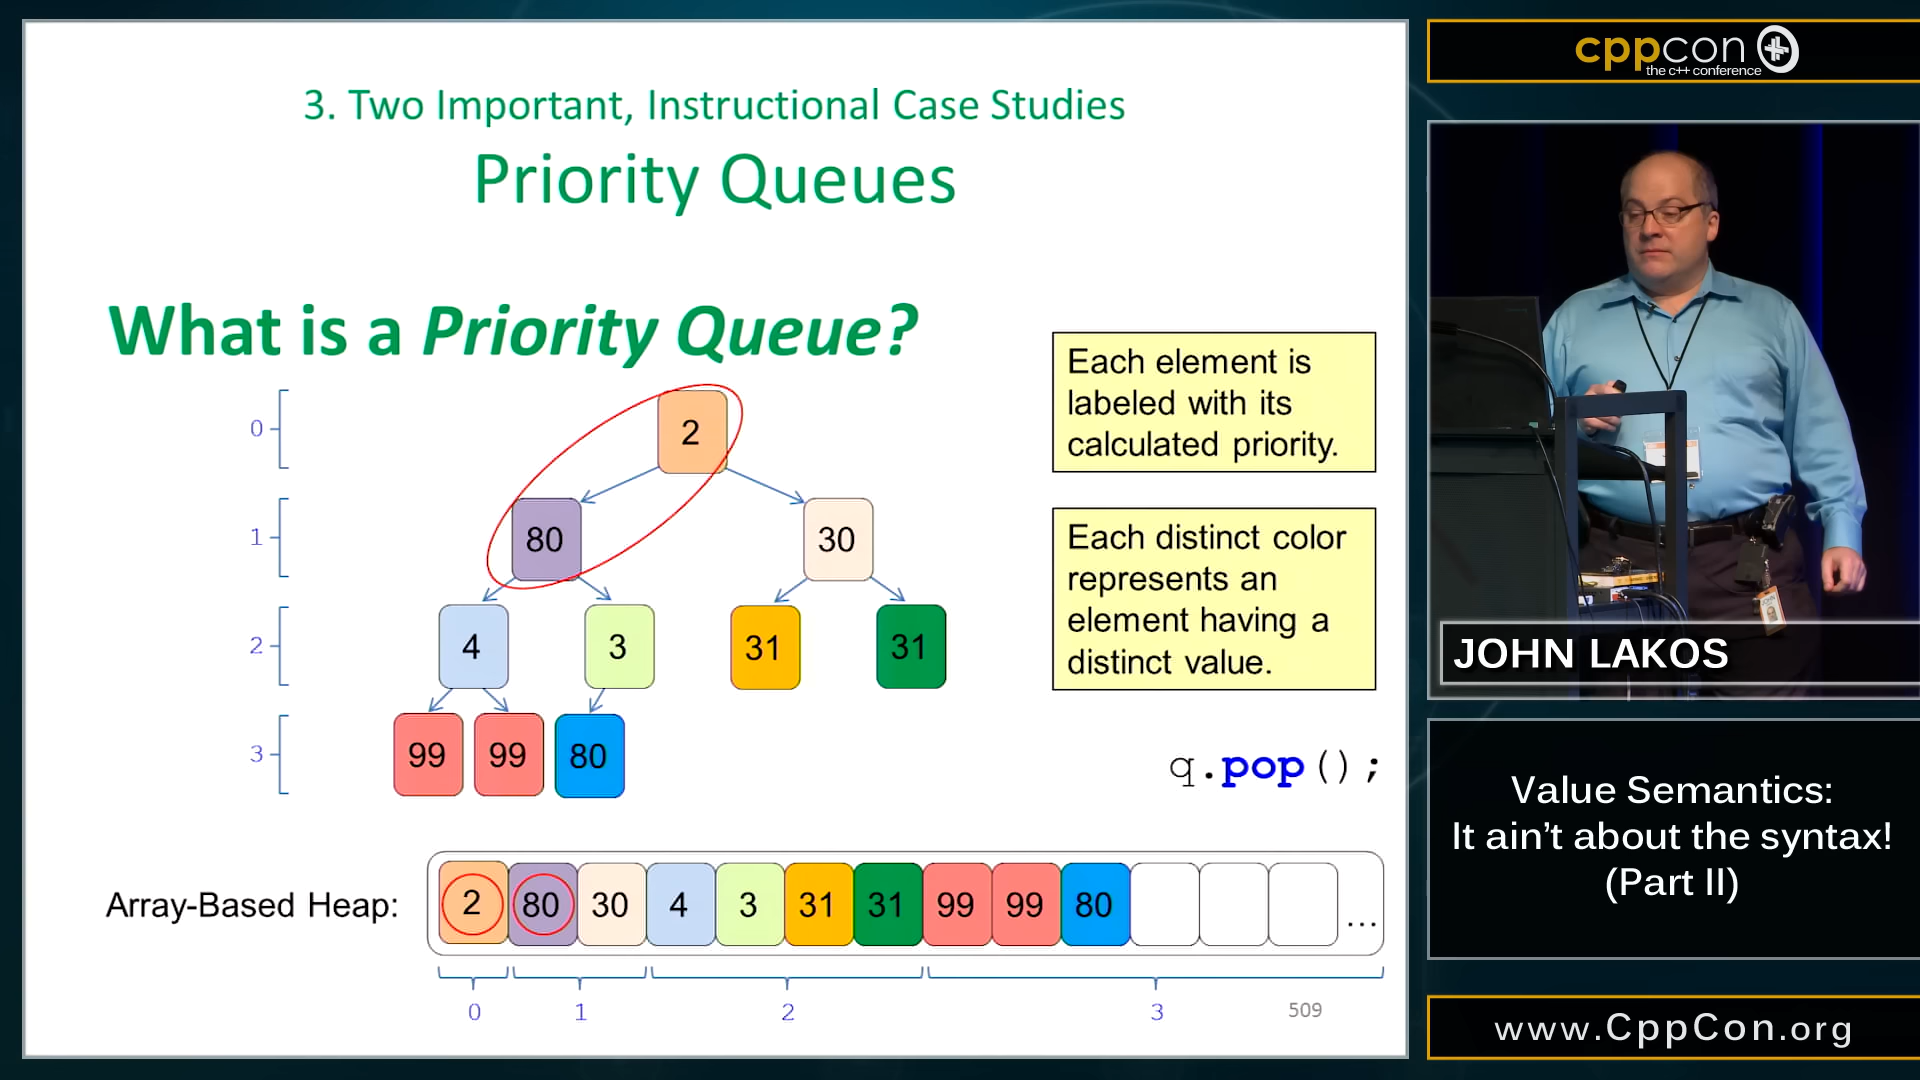 3. Two Important, Instructional Case Studies
Priority Queues
What is a Priority Queue?
0
2
1
80
30
2
4
3
31
31
3
99
99
80
Each element is
labeled with its
calculated priority.
Each distinct color
represents an
element having a
distinct value.
q.pop();
Array-Based Heap:
2 80 30 4 3 31 31 99 99 80 ...
0 1 2 3
509
cppcon
the c++ conference
JOHN LAKOS
Value Semantics:
It ain't about the syntax!
(Part II)
www.CppCon.org